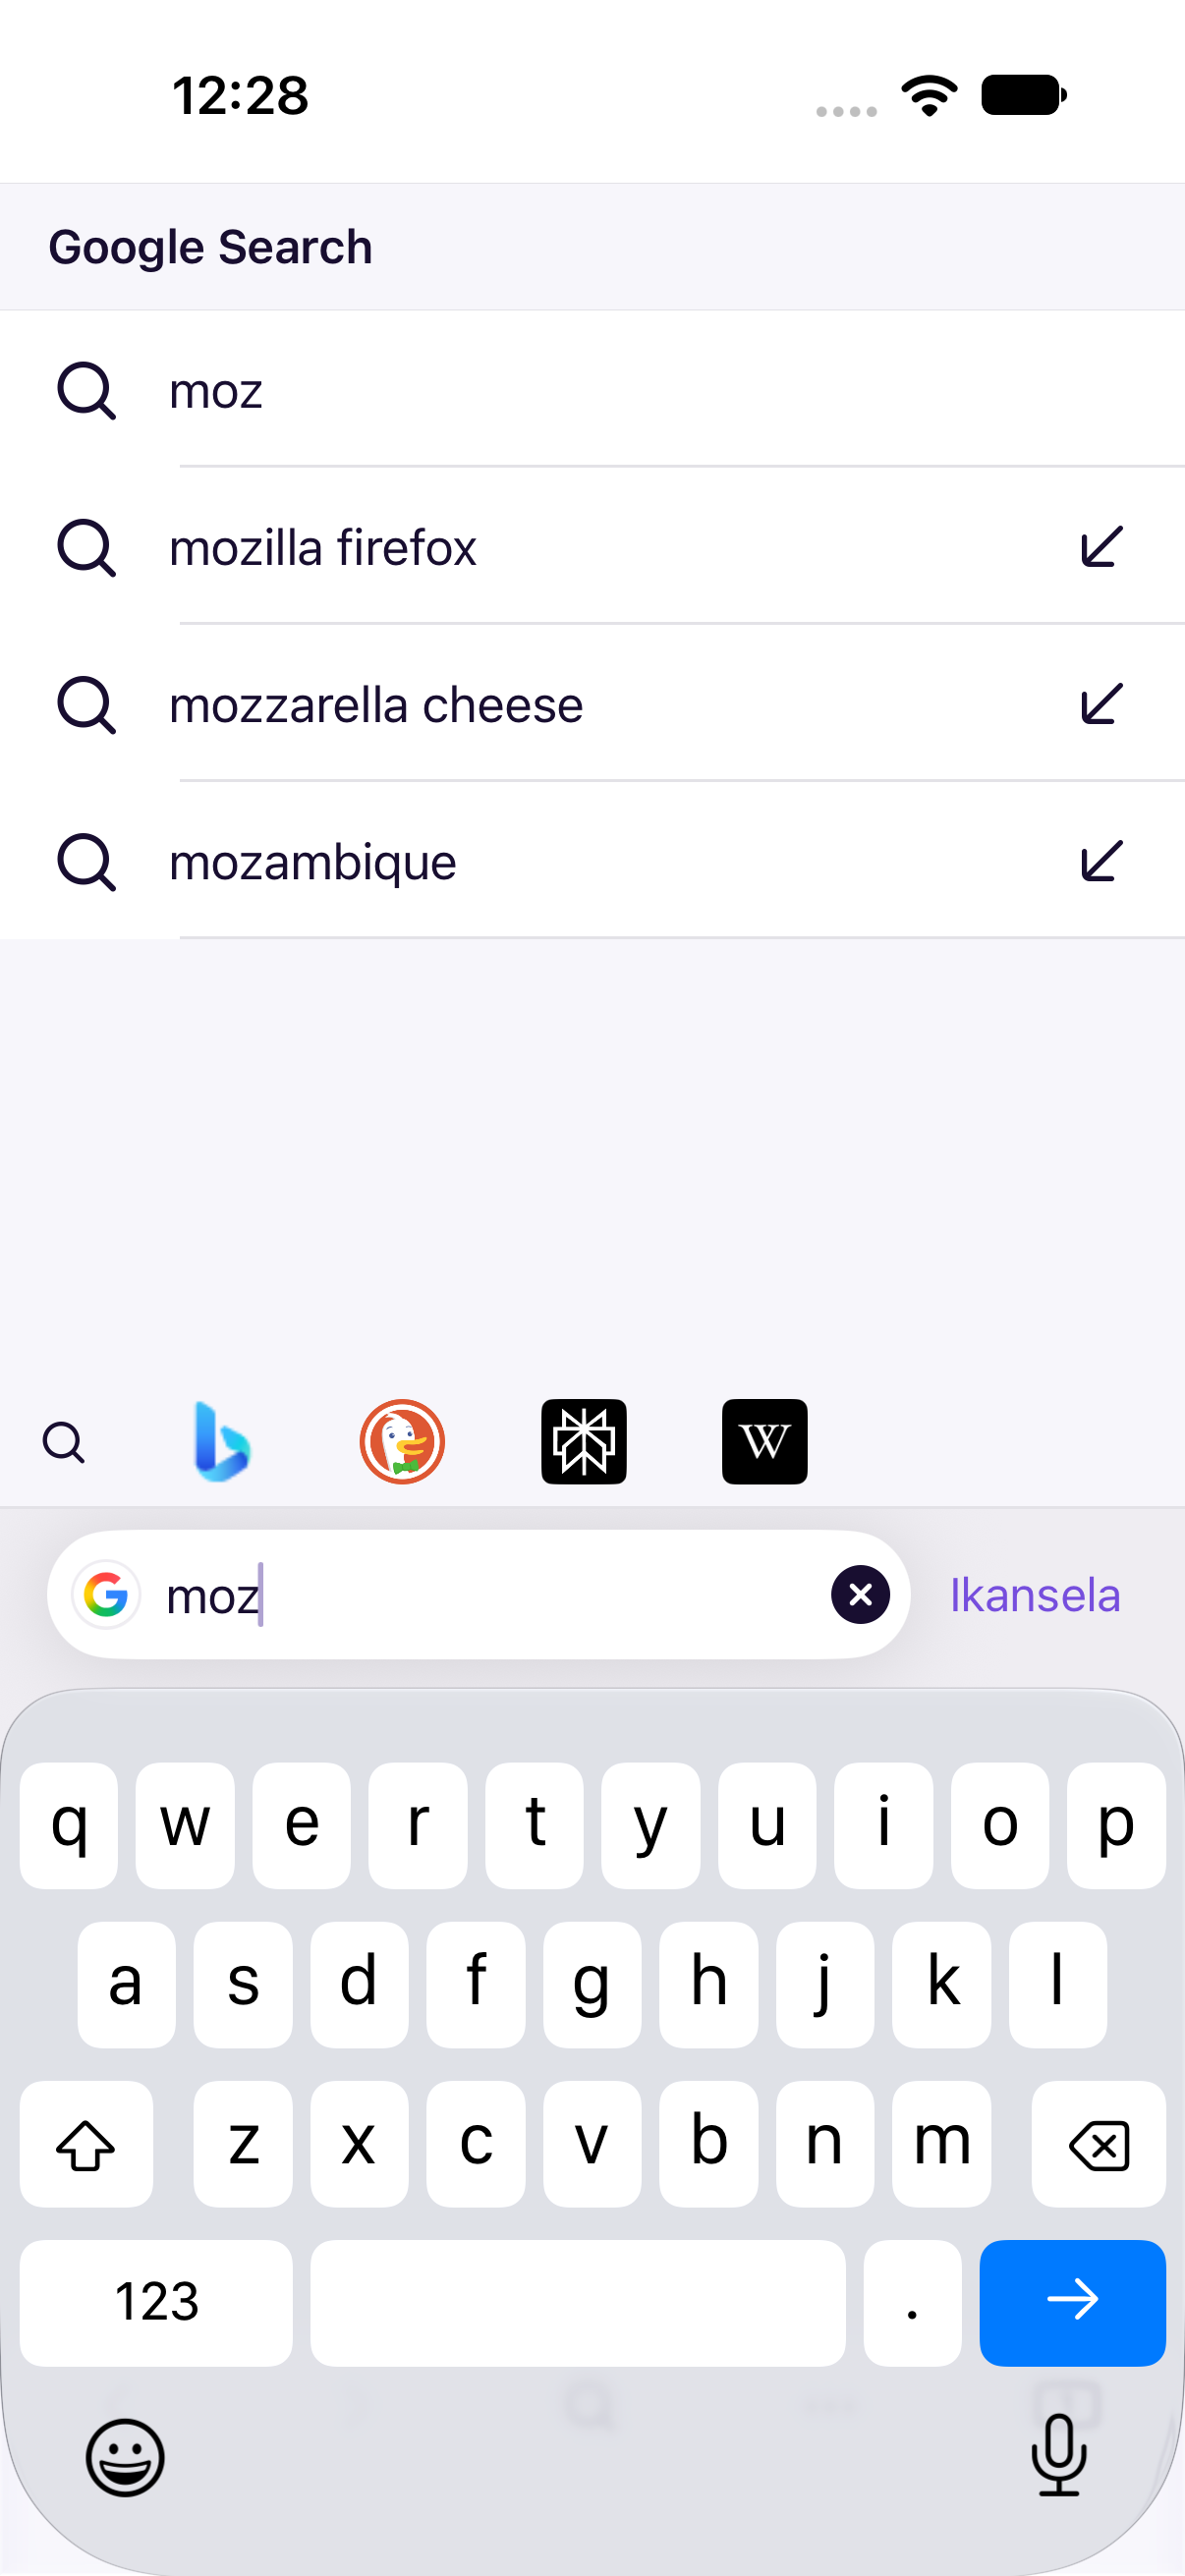 12:28
Google Search
moz
mozilla firefox
mozzarella cheese
mozambique
W
moz
Ikansela
q w e r t y u i o p
a s d f g h j k l
z x c v b n m
123 .